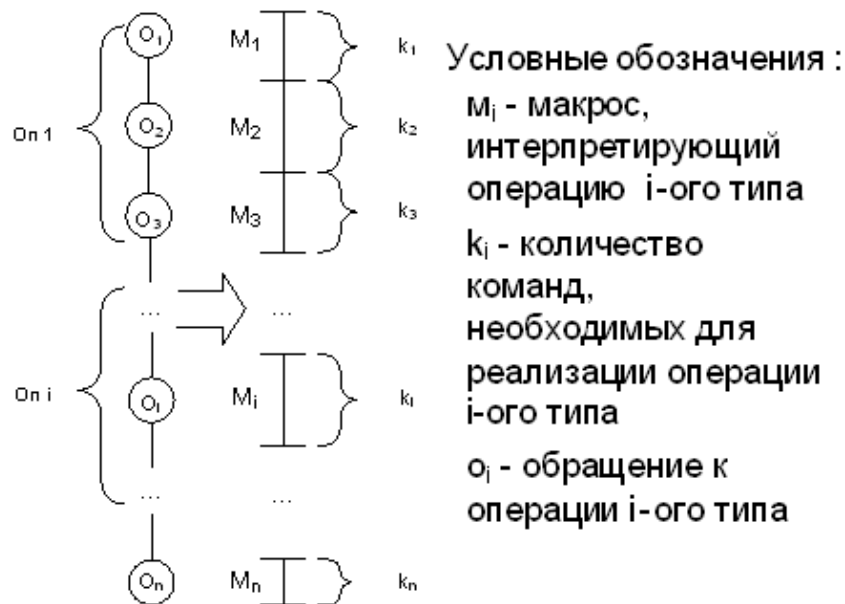 O1 M1 k1
Оп 1 O2 M2 k2
O3 M3 k3
... ...
Оп i Oi Mi ki
... ...
On Mn kn
Условные обозначения :
мi - макрос,
интерпретирующий
операцию i-ого типа
ki - количество
команд,
необходимых для
реализации операции
i-ого типа
oi - обращение к
операции i-ого типа